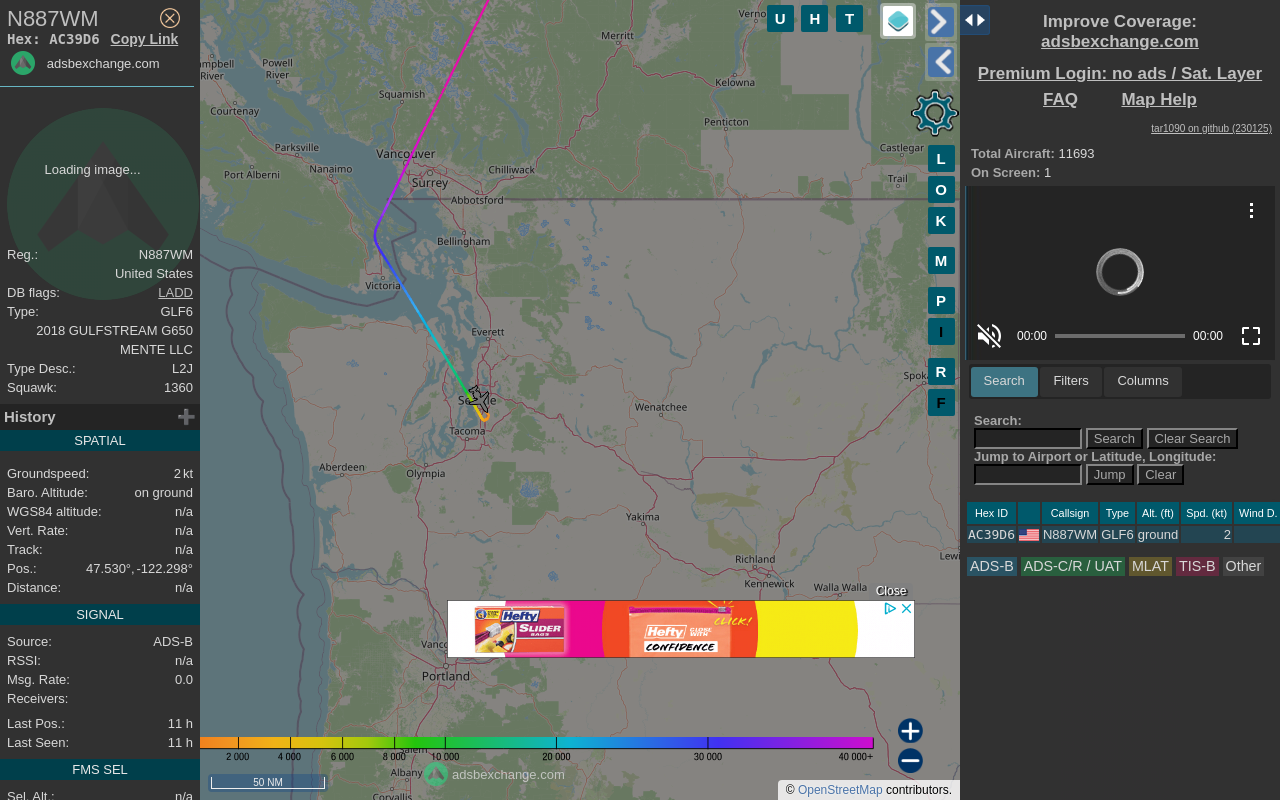 N887WM
Hex: AC39D6 Copy Link
adsbexchange.com
Loading image...
Reg.: N887WM
United States
DB flags: LADD
Type: GLF6
2018 GULFSTREAM G650
MENTE LLC
Type Desc.: L2J
Squawk: 1360
History
SPATIAL
Groundspeed: 2 kt
Baro. Altitude: on ground
WGS84 altitude: n/a
Vert. Rate: n/a
Track: n/a
Pos.: 47.530°, -122.298°
Distance: n/a
SIGNAL
Source: ADS-B
RSSI: n/a
Msg. Rate: 0.0
Receivers:
Last Pos.: 11 h
Last Seen: 11 h
FMS SEL
Sel. Alt.: n/a
U H T
Merritt
Powell River
River
Squamish
Kelowna
Courtenay
Penticton
Parksville
Vancouver
Castlegar
Nanaimo
Chilliwack
Port Alberni
Surrey
Trail
Abbotsford
Bellingham
Victoria
Everett
Wenatchee
Tacoma
Aberdeen
Olympia
Yakima
Richland
Kennewick
Walla Walla
Portland
Albany
Corvallis
L
O
K
M
P
I
R
F
Close
Hefty
SLIDER
BAGS
Hefty
CLOSE WITH
CONFIDENCE
CLICK!
2 000 4 000 6 000 8 000 10 000 20 000 30 000 40 000+
adsbexchange.com
50 NM
© OpenStreetMap contributors.
Improve Coverage:
adsbexchange.com
Premium Login: no ads / Sat. Layer
FAQ Map Help
tar1090 on github (230125)
Total Aircraft: 11693
On Screen: 1
00:00 00:00
Search Filters Columns
Search:
Search Clear Search
Jump to Airport or Latitude, Longitude:
Jump Clear
Hex ID Callsign Type Alt. (ft) Spd. (kt) Wind D.
AC39D6 N887WM GLF6 ground 2
ADS-B ADS-C/R / UAT MLAT TIS-B Other